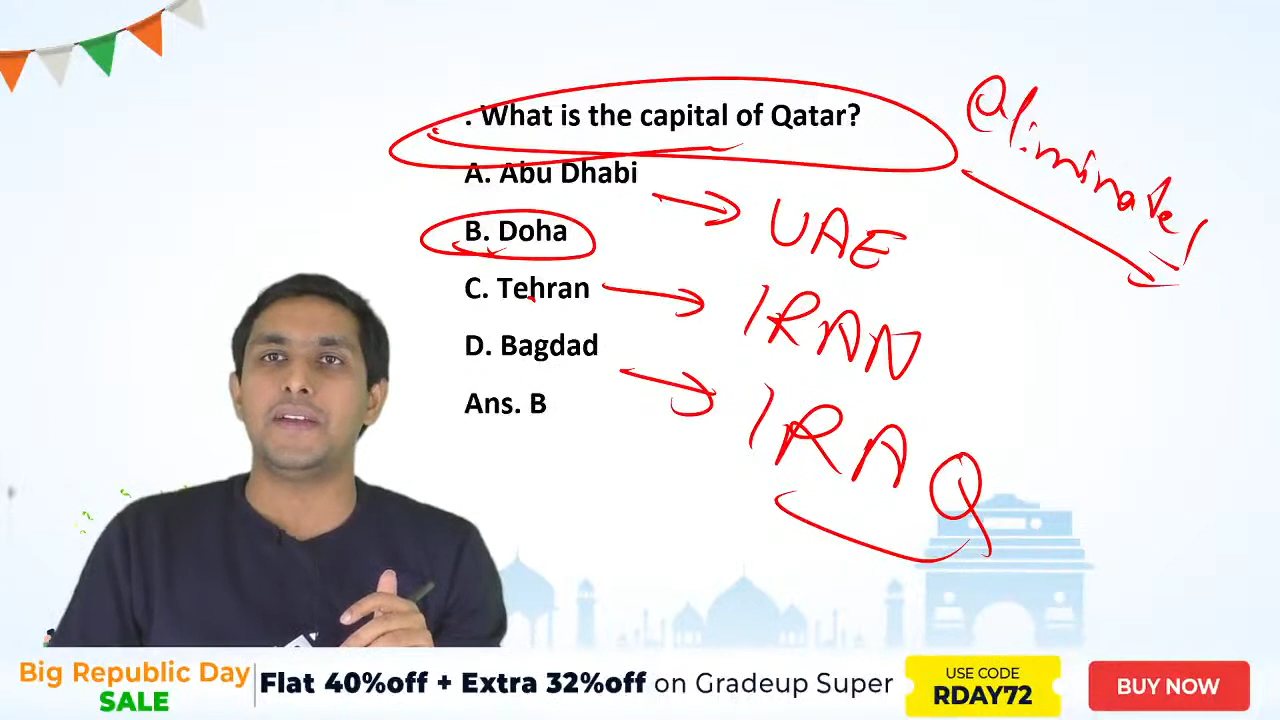 . What is the capital of Qatar?
eliminate!
A. Abu Dhabi
UAE
B. Doha
C. Tehran
IRAN
D. Bagdad
IRAQ
Ans. B
Big Republic Day
SALE
Flat 40%off + Extra 32%off on Gradeup Super
USE CODE
RDAY72
BUY NOW